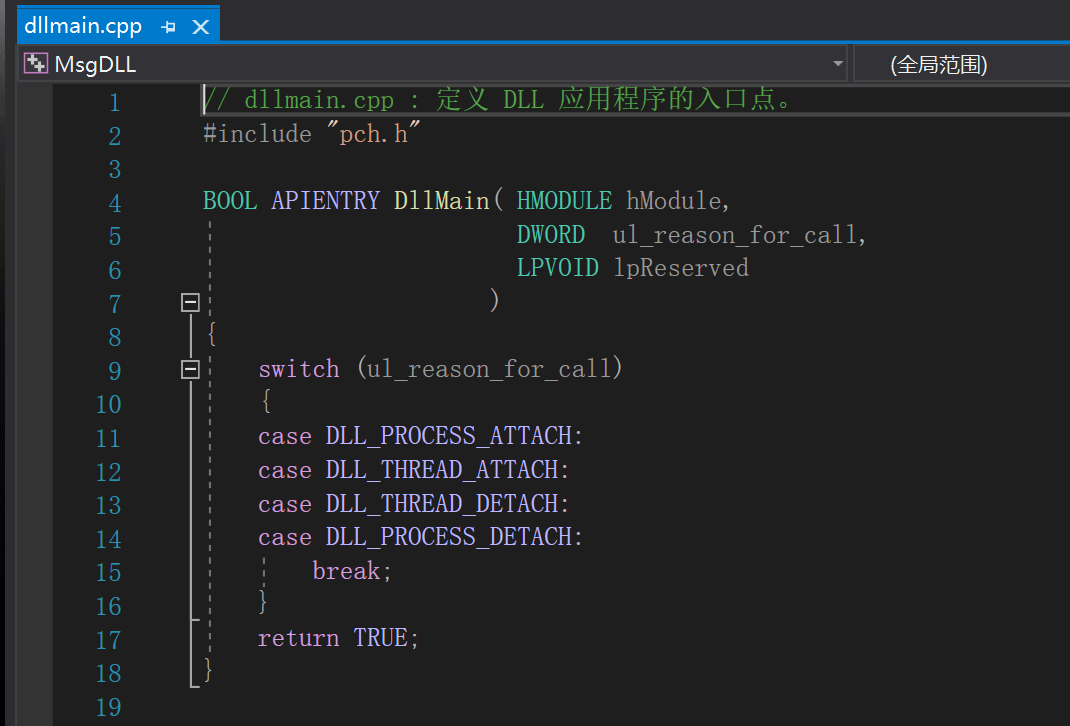 dllmain.cpp
MsgDLL
(全局范围)
1 // dllmain.cpp : 定义 DLL 应用程序的入口点。
2 #include "pch.h"
3
4 BOOL APIENTRY DllMain( HMODULE hModule,
5 DWORD  ul_reason_for_call,
6 LPVOID lpReserved
7 )
8 {
9 switch (ul_reason_for_call)
10 {
11 case DLL_PROCESS_ATTACH:
12 case DLL_THREAD_ATTACH:
13 case DLL_THREAD_DETACH:
14 case DLL_PROCESS_DETACH:
15 break;
16 }
17 return TRUE;
18 }
19